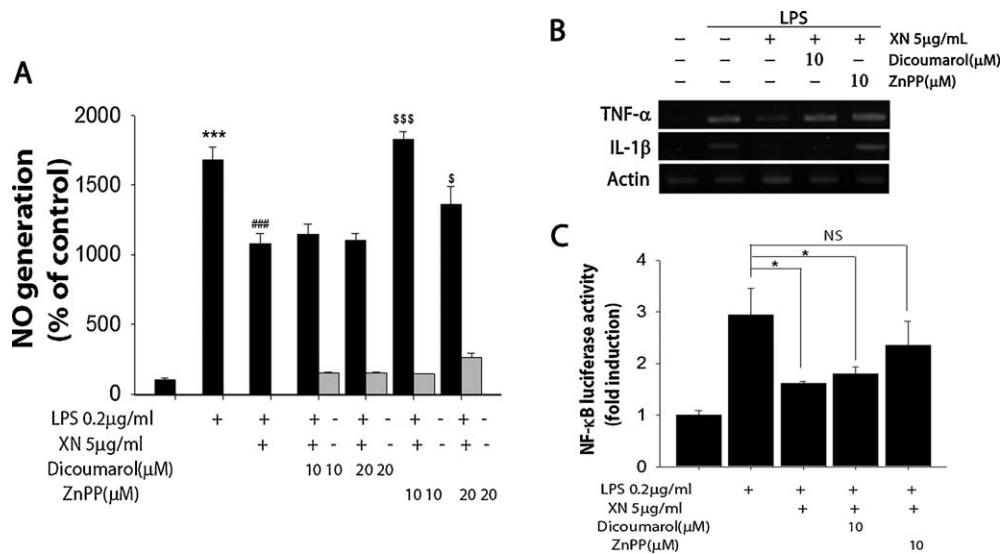 A
NO generation
(% of control)
2000
1500
1000
500
0
***
###
$$$
$
LPS 0.2μg/ml + + + - + - + - + -
XN 5μg/ml + + - + - + - + -
Dicoumarol(μM) 10 10 20 20
ZnPP(μM) 10 10 20 20
B
LPS
– – + + + XN 5μg/mL
– – – 10 – Dicoumarol(μM)
– – – – 10 ZnPP(μM)
TNF-α
IL-1β
Actin
C
NF-κB luciferase activity
(fold induction)
4
3
2
1
0
NS
*
*
LPS 0.2μg/ml + + + +
XN 5μg/ml + + +
Dicoumarol(μM) 10
ZnPP(μM) 10